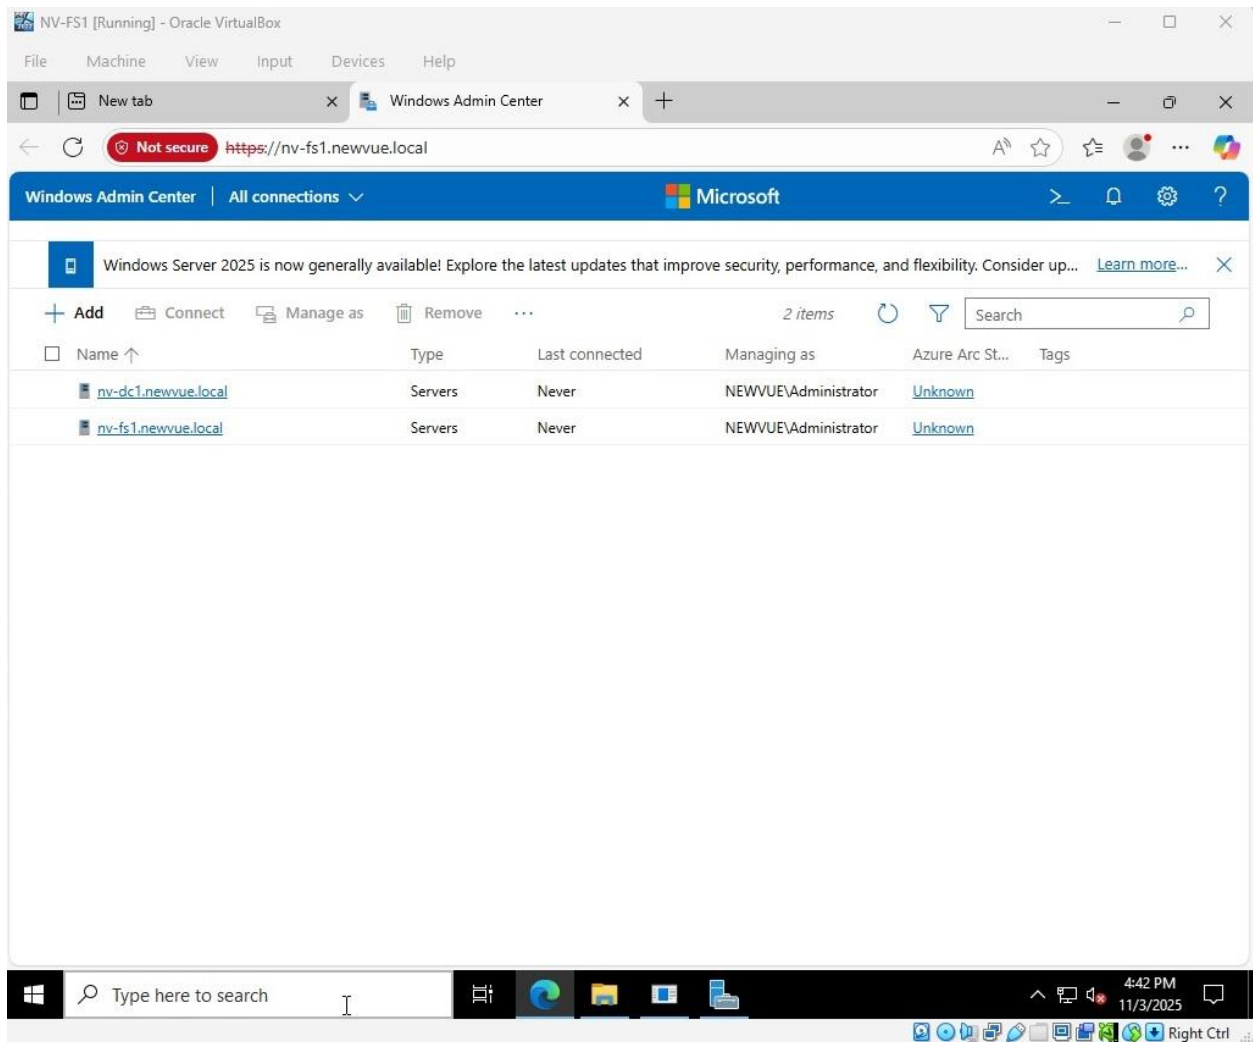 NV-FS1 [Running] - Oracle VirtualBox
File Machine View Input Devices Help
New tab Windows Admin Center
Not secure https://nv-fs1.newvue.local
Windows Admin Center | All connections Microsoft
Windows Server 2025 is now generally available! Explore the latest updates that improve security, performance, and flexibility. Consider up... Learn more...
Add Connect Manage as Remove ... 2 items Search
Name Type Last connected Managing as Azure Arc St... Tags
nv-dc1.newvue.local Servers Never NEWVUE\Administrator Unknown
nv-fs1.newvue.local Servers Never NEWVUE\Administrator Unknown
Type here to search 4:42 PM
11/3/2025
Right Ctrl